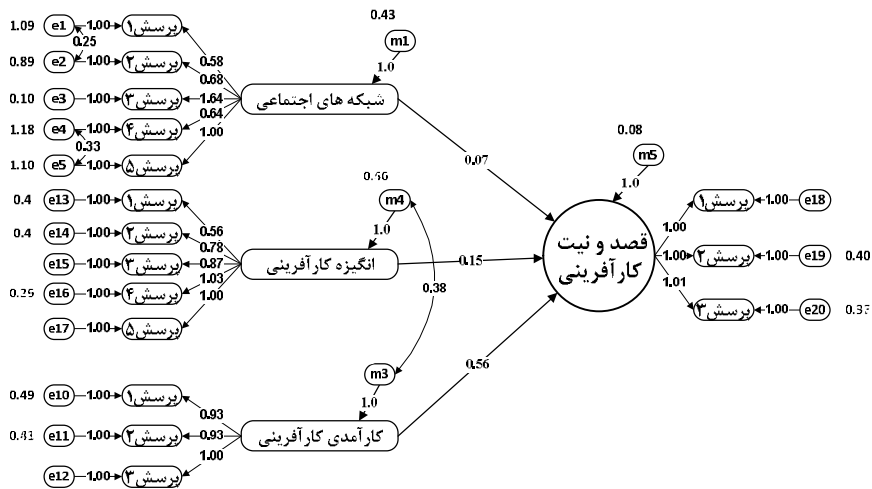 0.43
1.09 e1 1.00 پرسش۱
m1
0.25
0.89 e2 1.00 پرسش۲
0.58
1.0
0.68
0.10 e3 1.00 پرسش۳
1.64
شبکه های اجتماعی
0.64
1.18 e4 1.00 پرسش۴
1.00
0.33
1.10 e5 1.00 پرسش۵
0.07
0.08
m5
1.0
0.4 e13 1.00 پرسش۱
m4
پرسش۱ 1.00 e18
0.56
1.00
0.4 e14 1.00 پرسش۲
1.0
0.78
قصد و نیت
کارآفرینی
e15 1.00 پرسش۳
0.87
انگیزه کارآفرینی
0.15
1.00
پرسش۲ 1.00 e19 0.40
1.03
e16 1.00 پرسش۴
1.00
0.38
1.01
پرسش۳ 1.00 e20
e17 1.00 پرسش۵
0.56
m3
0.49 e10 1.00 پرسش۱
1.0
0.93
e11 1.00 پرسش۲
0.93
کارآمدی کارآفرینی
1.00
e12 1.00 پرسش۳